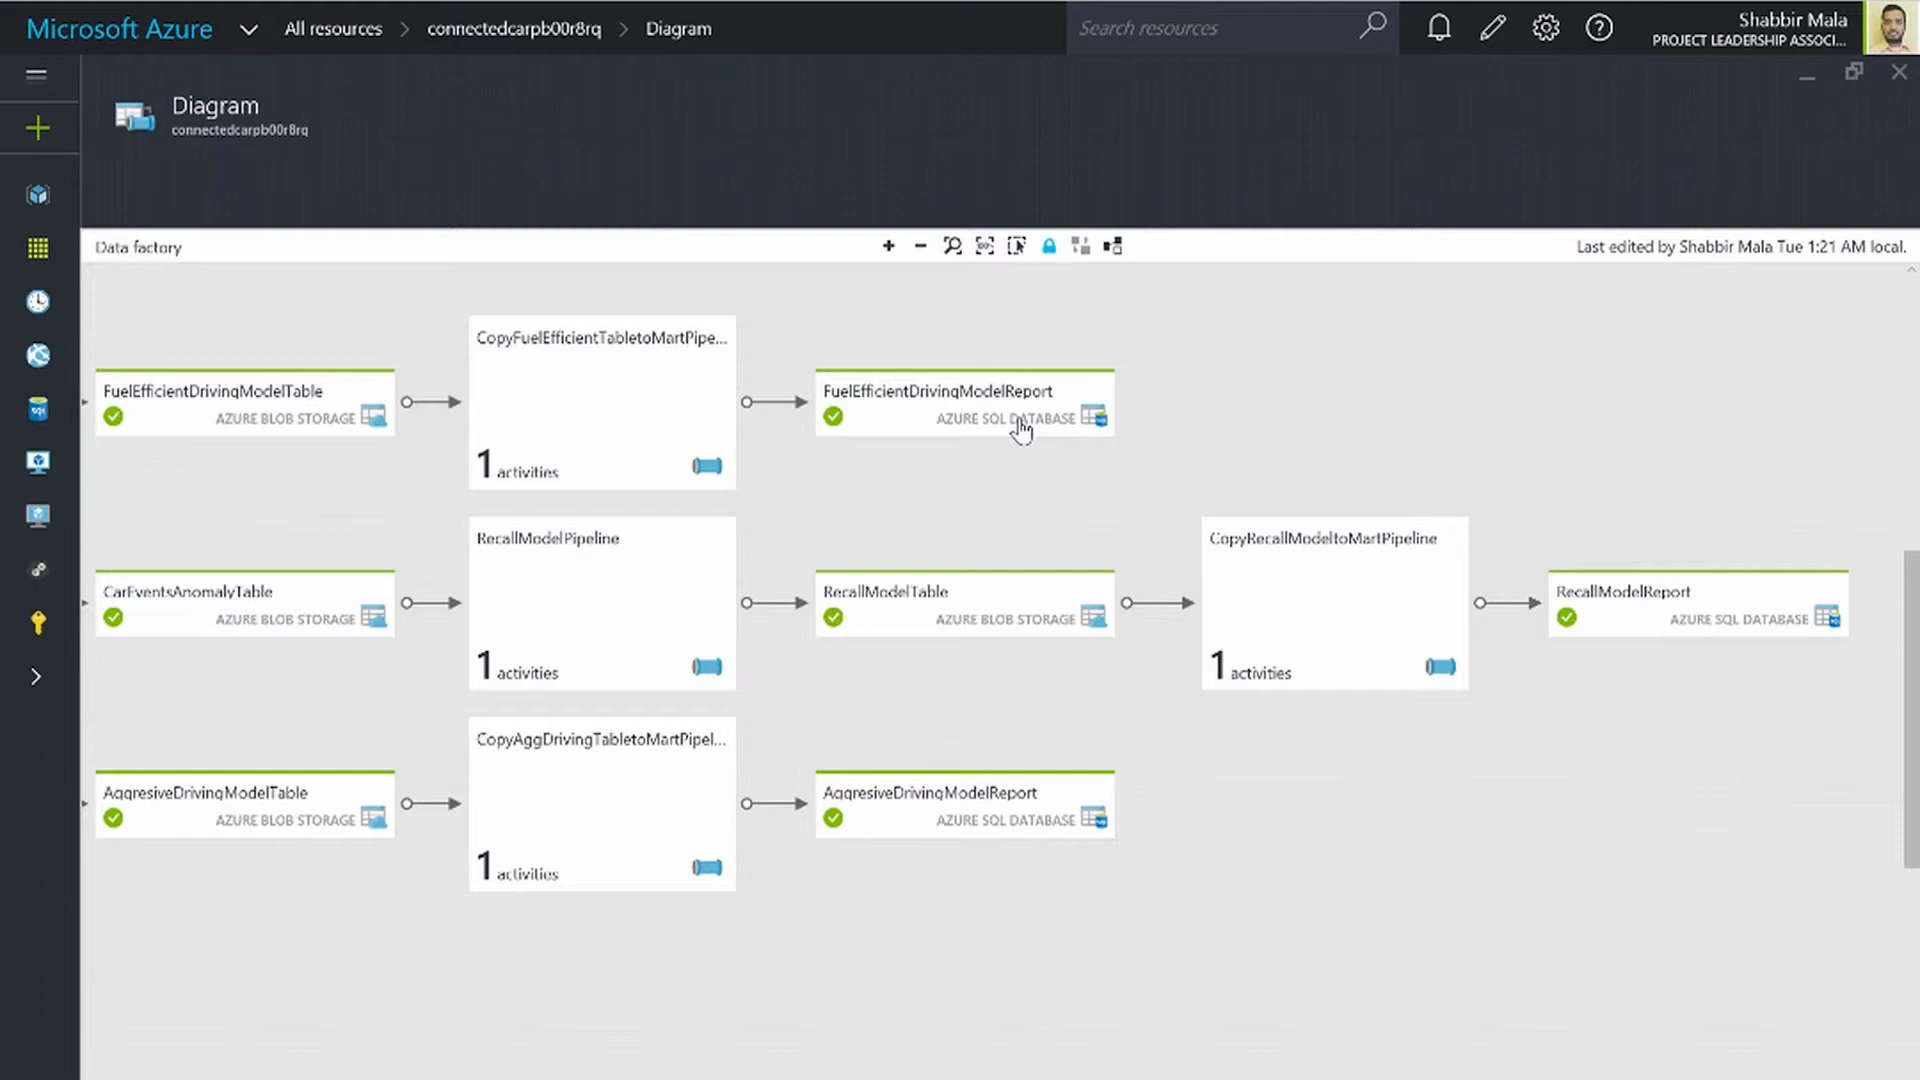 Microsoft Azure
All resources
connectedcarpb00r8rq
Diagram
Search resources
Shabbir Mala
PROJECT LEADERSHIP ASSOCI...
Diagram
connectedcarpb00r8rq
Data factory
Last edited by Shabbir Mala Tue 1:21 AM local.
CopyFuelEfficientTabletoMartPipe...
FuelEfficientDrivingModelTable
AZURE BLOB STORAGE
1 activities
FuelEfficientDrivingModelReport
AZURE SQL DATABASE
RecallModelPipeline
CarEventsAnomalyTable
AZURE BLOB STORAGE
1 activities
RecallModelTable
AZURE BLOB STORAGE
CopyRecallModeltoMartPipeline
1 activities
RecallModelReport
AZURE SQL DATABASE
CopyAggDrivingTabletoMartPipel...
AggresiveDrivingModelTable
AZURE BLOB STORAGE
1 activities
AggresiveDrivingModelReport
AZURE SQL DATABASE